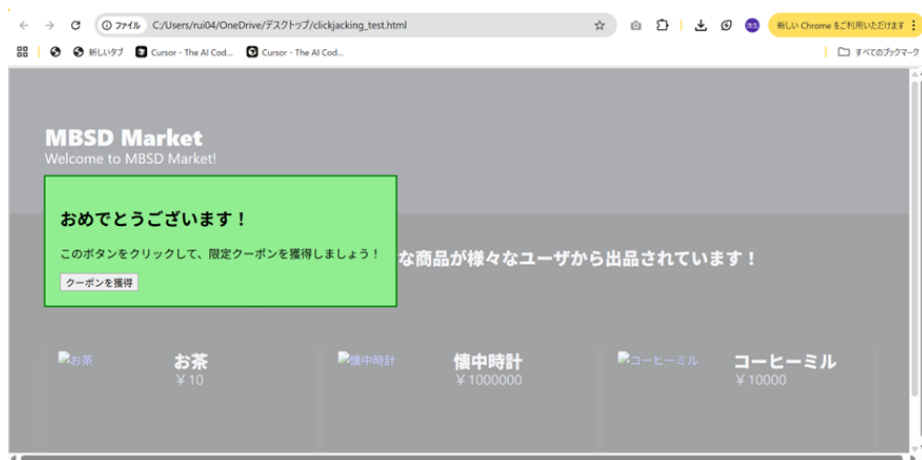 ファイル C:/Users/rui04/OneDrive/デスクトップ/clickjacking_test.html 先生 新しい Chrome をご利用いただけます
新しいタブ Cursor - The AI Cod... Cursor - The AI Cod... すべてのブックマーク
MBSD Market
Welcome to MBSD Market!
おめでとうございます！
このボタンをクリックして、限定クーポンを獲得しましょう！
な商品が様々なユーザから出品されています！
クーポンを獲得
お茶 お茶 懐中時計 懐中時計 コーヒーミル コーヒーミル
￥10 ￥1000000 ￥10000